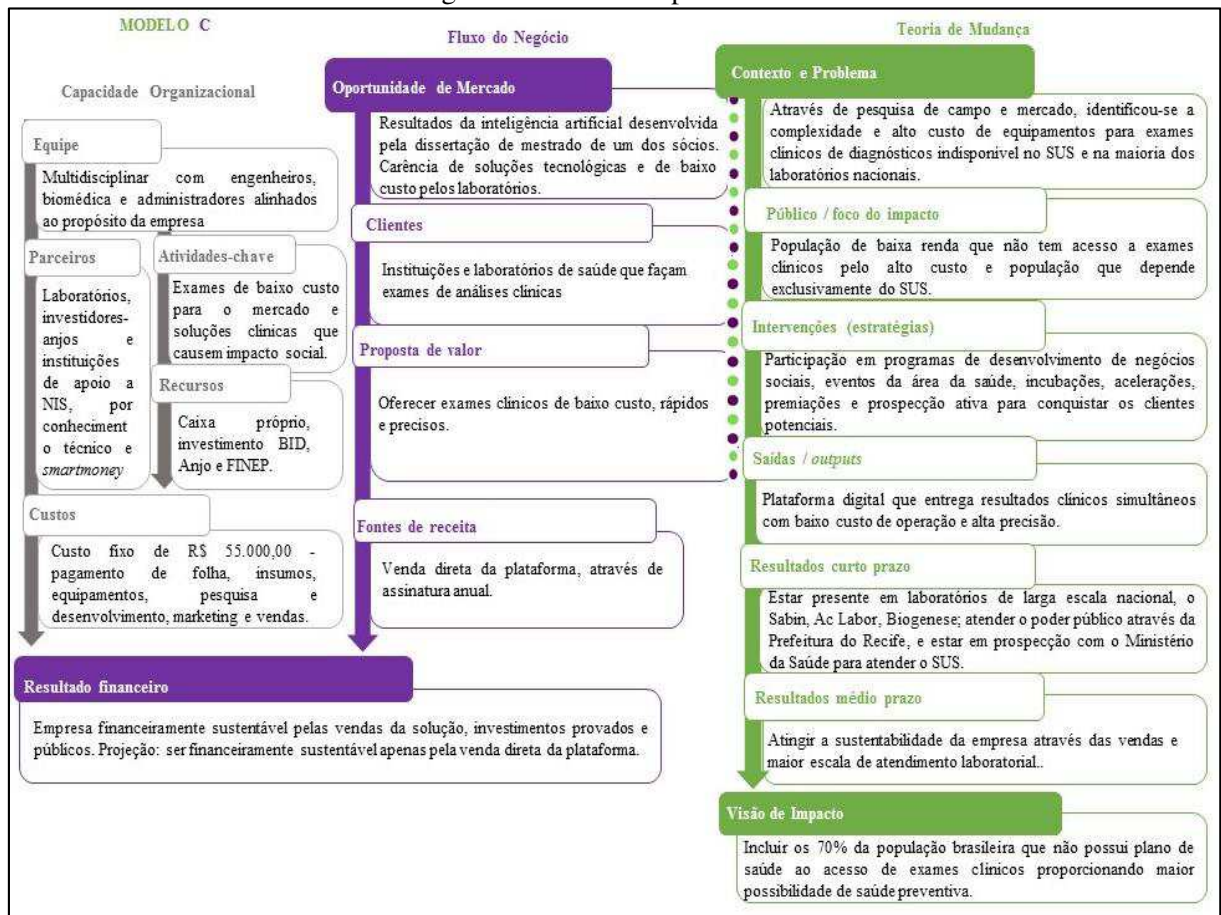 MODELO C
Capacidade Organizacional
Equipe
Multidisciplinar com engenheiros,
biomédica e administradores alinhados
ao propósito da empresa
Parceiros
Laboratórios,
investidores-
anjos e
instituições
de apoio a
NIS, por
conheciment
o técnico e
smartmoney
Atividades-chave
Exames de baixo custo
para o mercado e
soluções clínicas que
causem impacto social.
Recursos
Caixa próprio,
investimento BID,
Anjo e FINEP.
Custos
Custo fixo de R$ 55.000,00 -
pagamento de folha, insumos,
equipamentos, pesquisa e
desenvolvimento, marketing e vendas.
Fluxo do Negócio
Oportunidade de Mercado
Resultados da inteligência artificial desenvolvida
pela dissertação de mestrado de um dos sócios.
Carência de soluções tecnológicas e de baixo
custo pelos laboratórios.
Clientes
Instituições e laboratórios de saúde que façam
exames de análises clínicas
Proposta de valor
Oferecer exames clínicos de baixo custo, rápidos
e precisos.
Fontes de receita
Venda direta da plataforma, através de
assinatura anual.
Resultado financeiro
Empresa financeiramente sustentável pelas vendas da solução, investimentos provados e
públicos. Projeção: ser financeiramente sustentável apenas pela venda direta da plataforma.
Teoria de Mudança
Contexto e Problema
Através de pesquisa de campo e mercado, identificou-se a
complexidade e alto custo de equipamentos para exames
clínicos de diagnósticos indisponível no SUS e na maioria dos
laboratórios nacionais.
Público / foco do impacto
População de baixa renda que não tem acesso a exames
clínicos pelo alto custo e população que depende
exclusivamente do SUS.
Intervenções (estratégias)
Participação em programas de desenvolvimento de negócios
sociais, eventos da área da saúde, incubações, acelerações,
premiações e prospecção ativa para conquistar os clientes
potenciais.
Saídas / outputs
Plataforma digital que entrega resultados clínicos simultâneos
com baixo custo de operação e alta precisão.
Resultados curto prazo
Estar presente em laboratórios de larga escala nacional, o
Sabin, Ac Labor, Biogenese; atender o poder público através da
Prefeitura do Recife, e estar em prospecção com o Ministério
da Saúde para atender o SUS.
Resultados médio prazo
Atingir a sustentabilidade da empresa através das vendas e
maior escala de atendimento laboratorial..
Visão de Impacto
Incluir os 70% da população brasileira que não possui plano de
saúde ao acesso de exames clínicos proporcionando maior
possibilidade de saúde preventiva.